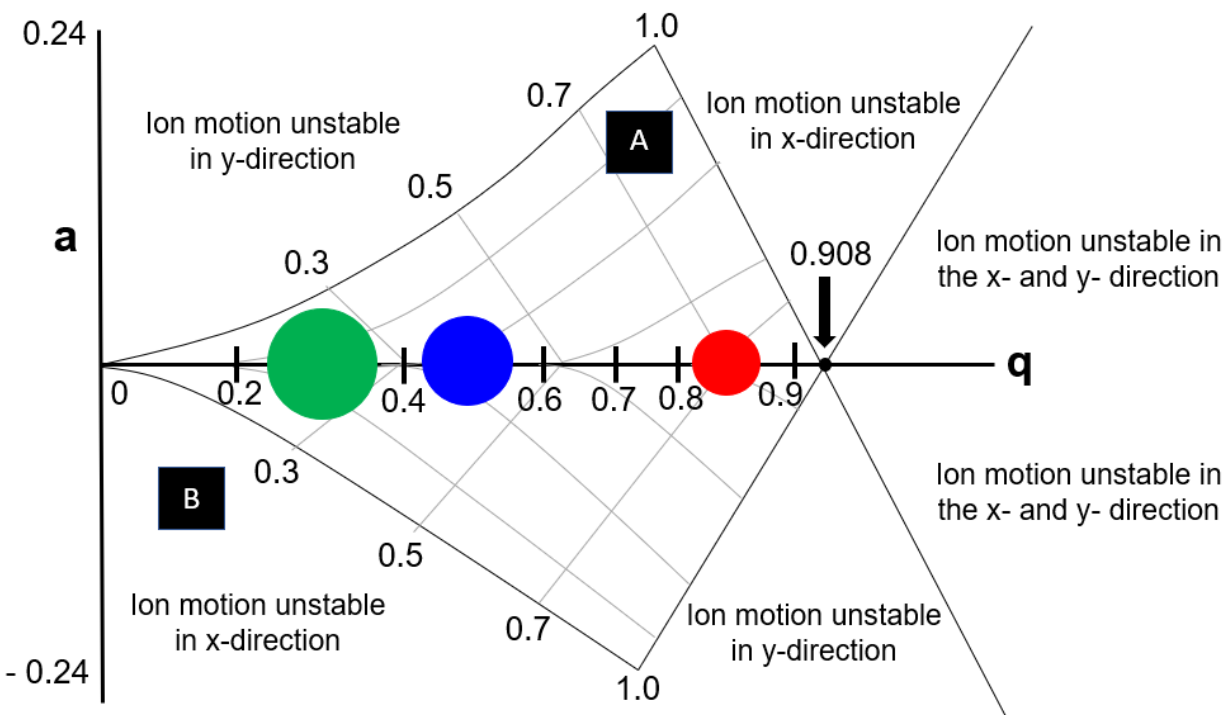 0.24
1.0
0.7
Ion motion unstable
in x-direction
Ion motion unstable
in y-direction
A
0.5
a
0.3
0.908
Ion motion unstable in
the x- and y- direction
q
0
0.2
0.4
0.6
0.7
0.8
0.9
0.3
B
0.5
Ion motion unstable in
the x- and y- direction
Ion motion unstable
in x-direction
0.7
Ion motion unstable
in y-direction
- 0.24
1.0